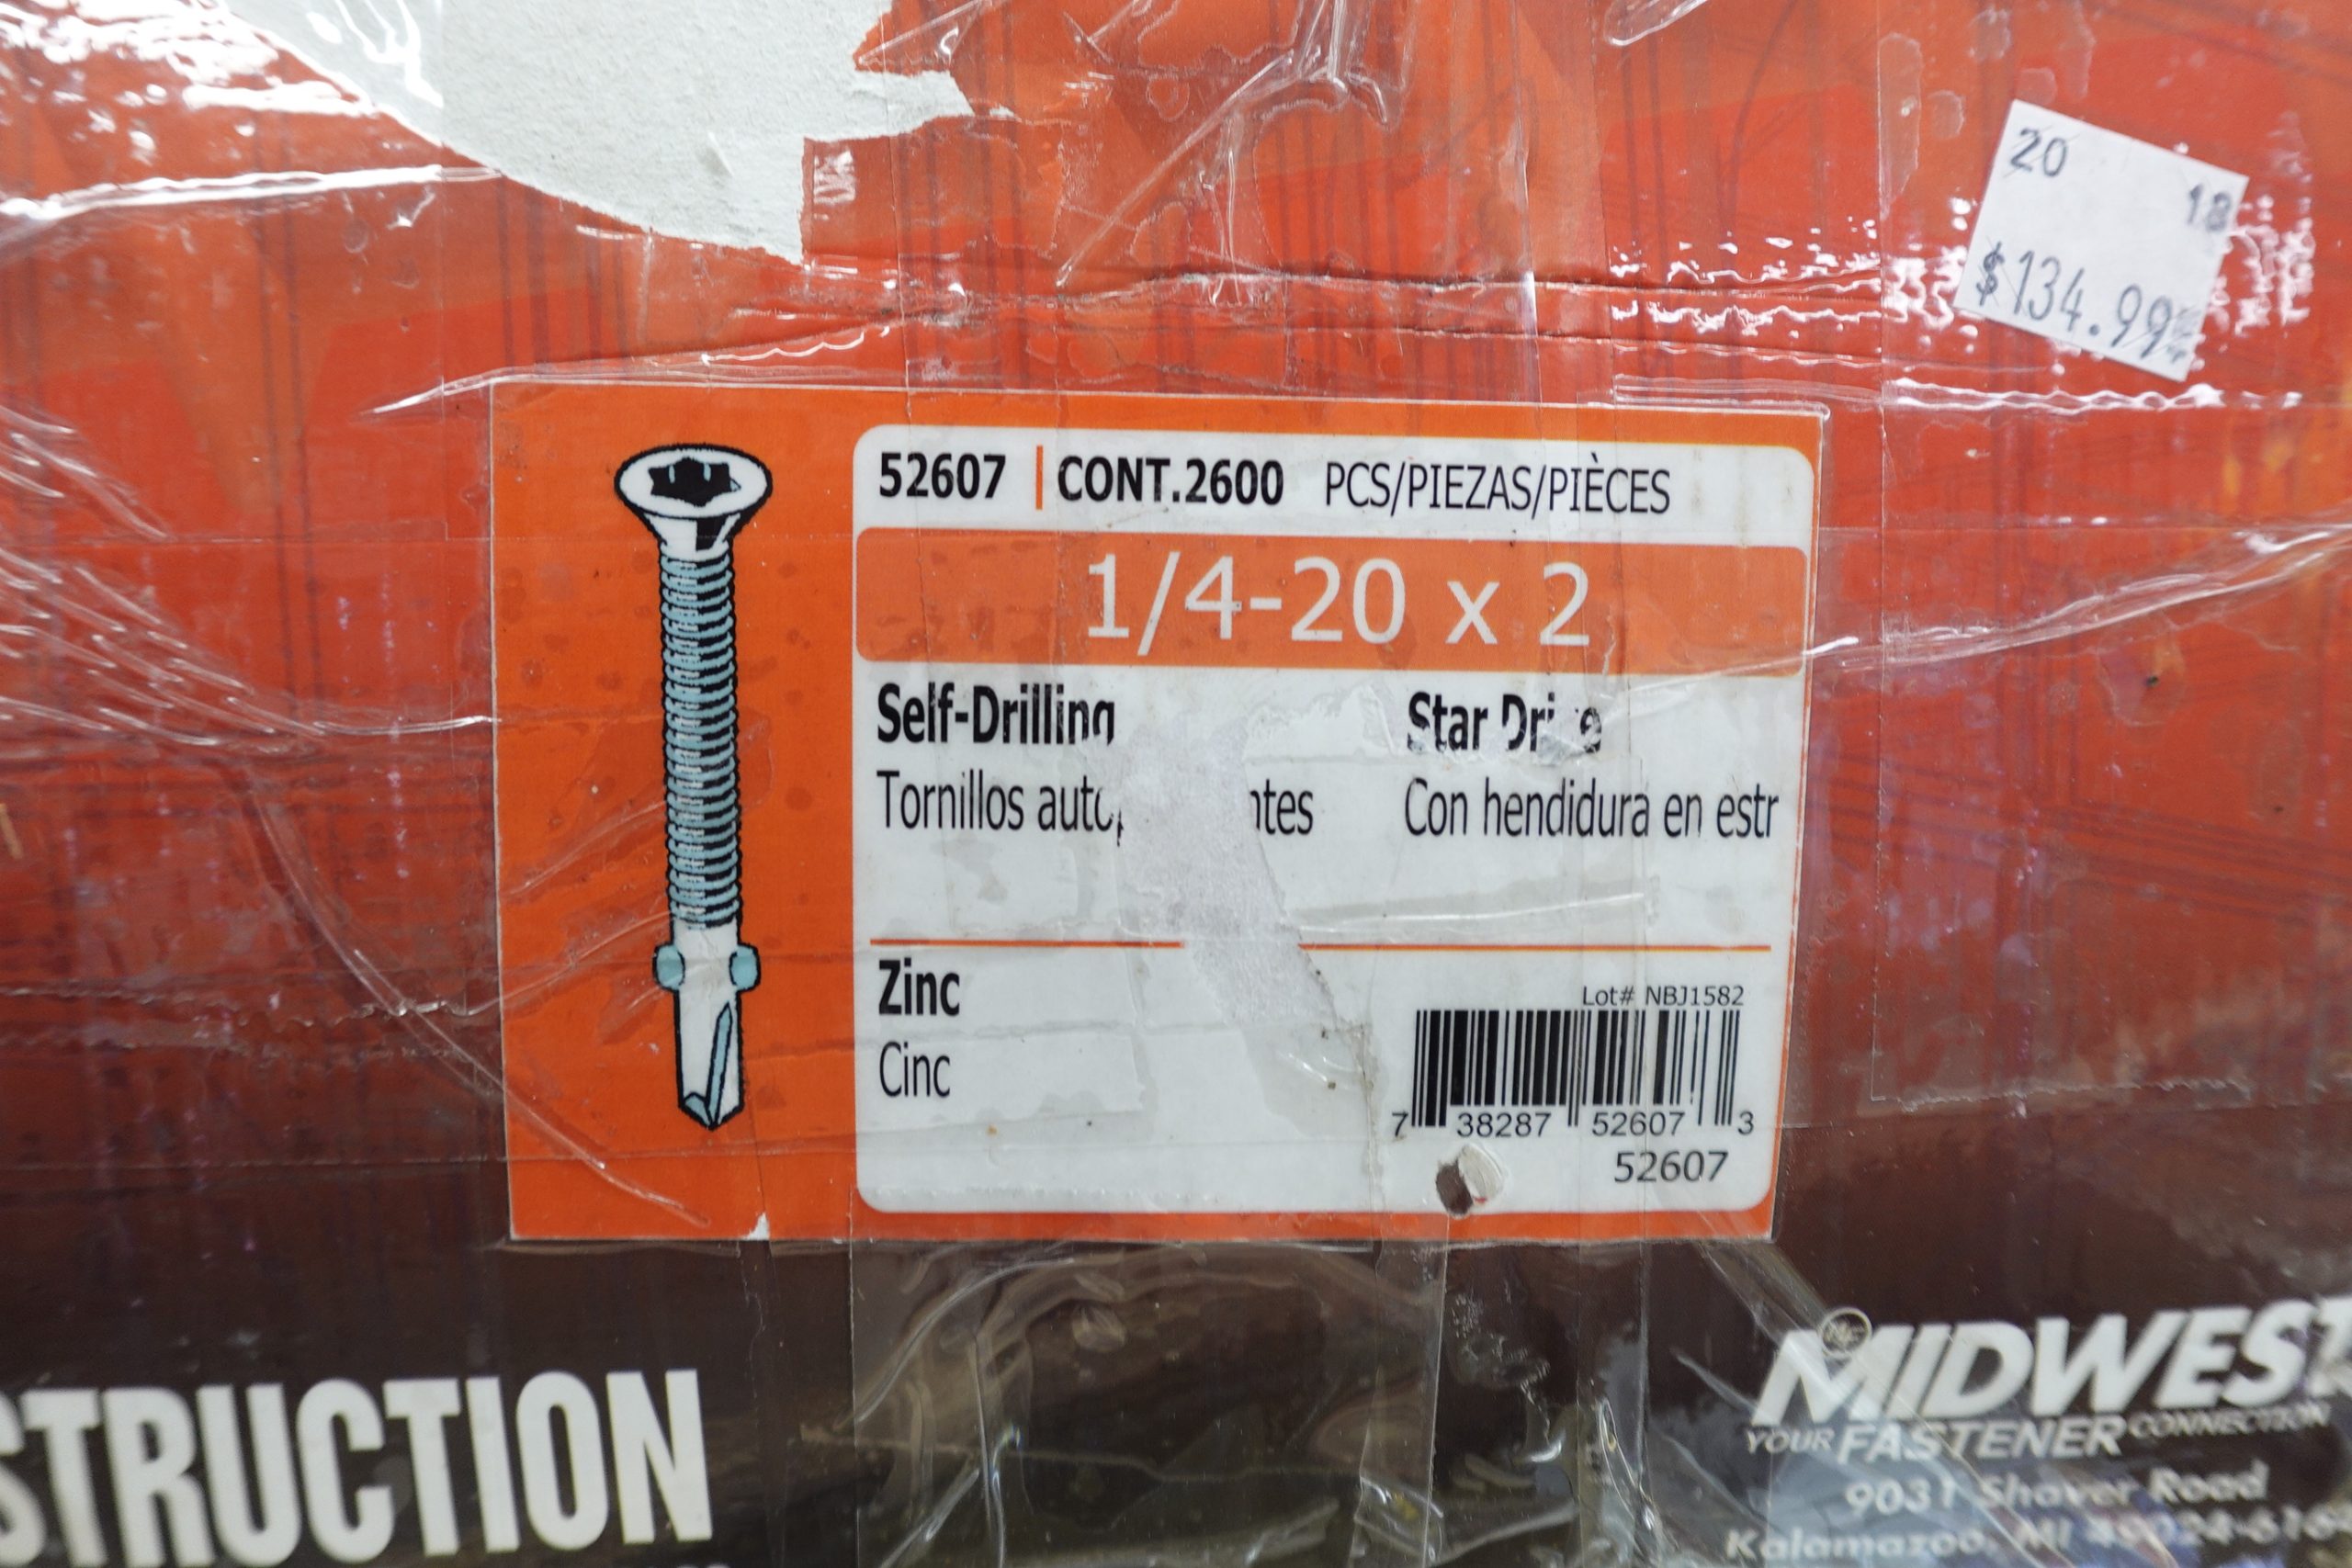 20 18
$134.99
52607 CONT.2600 PCS/PIEZAS/PIÈCES
1/4-20 x 2
Self-Drilling Star Drive
Tornillos Con hendidura en estr
Zinc
Cinc
Lot# NBJ1582
7 38287 52607 3
52607
STRUCTION
MIDWEST
YOUR FASTENER CONNECTION
9031 Shaver Road
Kalamazoo, MI